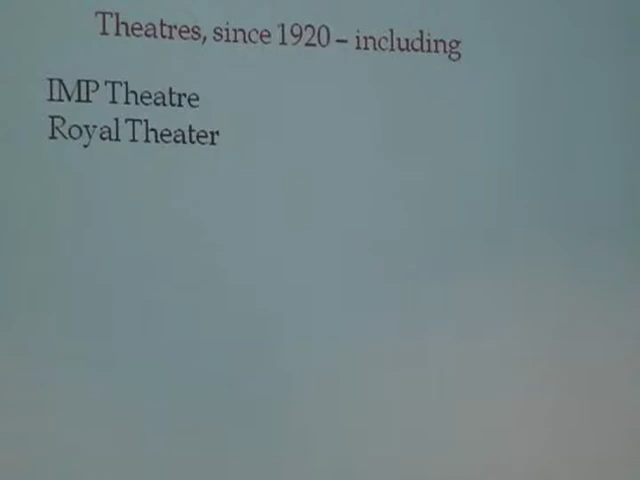 Theatres, since 1920 – including
IMP Theatre
Royal Theater